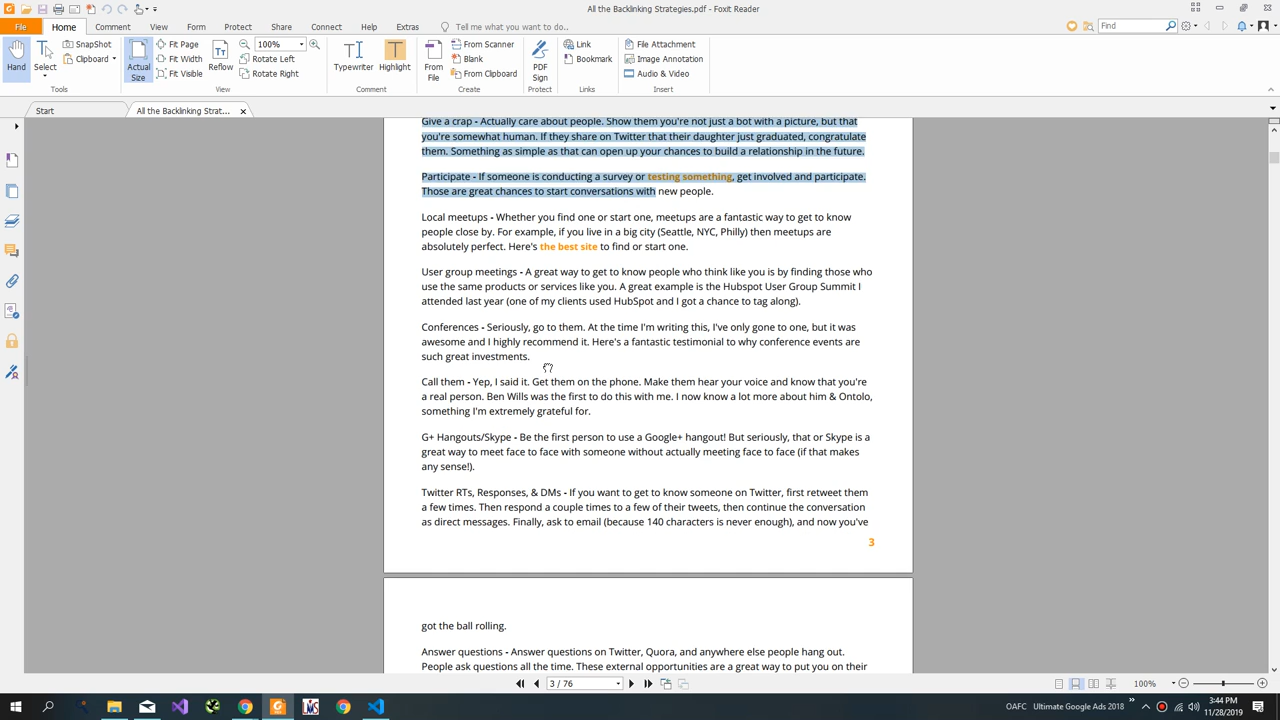 All the Backlinking Strategies.pdf - Foxit Reader
File Home Comment View Form Protect Share Connect Help Extras Tell me what you want to do... Find
Hand
Select
SnapShot
Clipboard
Tools
Actual Size
Fit Page
Fit Width
Fit Visible
Reflow
100%
Rotate Left
Rotate Right
View
Typewriter
Highlight
Comment
From File
From Scanner
Blank
From Clipboard
Create
PDF Sign
Protect
Link
Bookmark
Links
File Attachment
Image Annotation
Audio & Video
Insert
Start All the Backlinking Strat...
Give a crap - Actually care about people. Show them you're not just a bot with a picture, but that
you're somewhat human. If they share on Twitter that their daughter just graduated, congratulate
them. Something as simple as that can open up your chances to build a relationship in the future.
Participate - If someone is conducting a survey or testing something, get involved and participate.
Those are great chances to start conversations with new people.
Local meetups - Whether you find one or start one, meetups are a fantastic way to get to know
people close by. For example, if you live in a big city (Seattle, NYC, Philly) then meetups are
absolutely perfect. Here's the best site to find or start one.
User group meetings - A great way to get to know people who think like you is by finding those who
use the same products or services like you. A great example is the Hubspot User Group Summit I
attended last year (one of my clients used HubSpot and I got a chance to tag along).
Conferences - Seriously, go to them. At the time I'm writing this, I've only gone to one, but it was
awesome and I highly recommend it. Here's a fantastic testimonial to why conference events are
such great investments.
Call them - Yep, I said it. Get them on the phone. Make them hear your voice and know that you're
a real person. Ben Wills was the first to do this with me. I now know a lot more about him & Ontolo,
something I'm extremely grateful for.
G+ Hangouts/Skype - Be the first person to use a Google+ hangout! But seriously, that or Skype is a
great way to meet face to face with someone without actually meeting face to face (if that makes
any sense!).
Twitter RTs, Responses, & DMs - If you want to get to know someone on Twitter, first retweet them
a few times. Then respond a couple times to a few of their tweets, then continue the conversation
as direct messages. Finally, ask to email (because 140 characters is never enough), and now you've
3
got the ball rolling.
Answer questions - Answer questions on Twitter, Quora, and anywhere else people hang out.
People ask questions all the time. These external opportunities are a great way to put you on their
3 / 76 100%
OAFC Ultimate Google Ads 2018 3:44 PM
11/28/2019